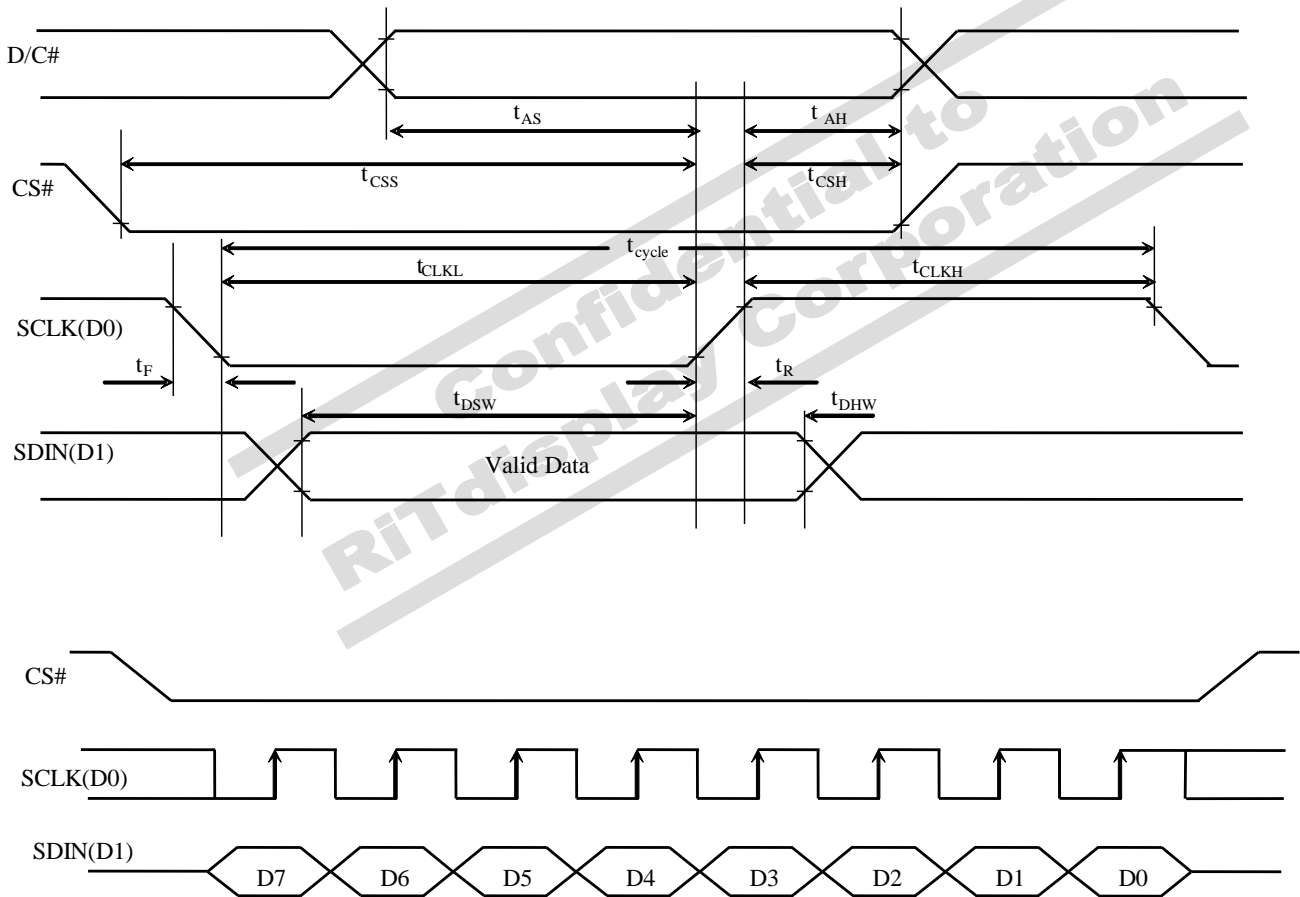 D/C#
tAS
t AH
CS#
tCSS
tCSH
tcycle
tCLKL
tCLKH
SCLK(D0)
tF
tR
tDSW
tDHW
SDIN(D1)
Valid Data
Confidential to
RiTdisplay Corporation
CS#
SCLK(D0)
SDIN(D1)
D7 D6 D5 D4 D3 D2 D1 D0